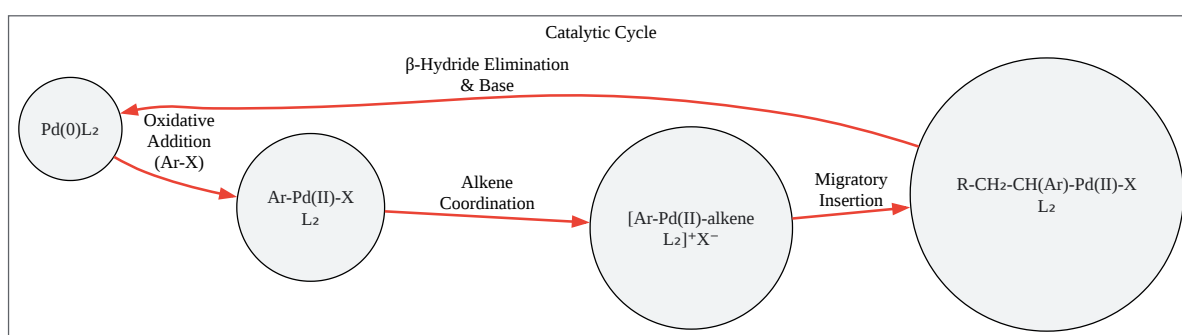 Catalytic Cycle
β-Hydride Elimination
& Base
Pd(0)L₂
Oxidative
Addition
(Ar-X)
Ar-Pd(II)-X
L₂
Alkene
Coordination
[Ar-Pd(II)-alkene
L₂]⁺X⁻
Migratory
Insertion
R-CH₂-CH(Ar)-Pd(II)-X
L₂